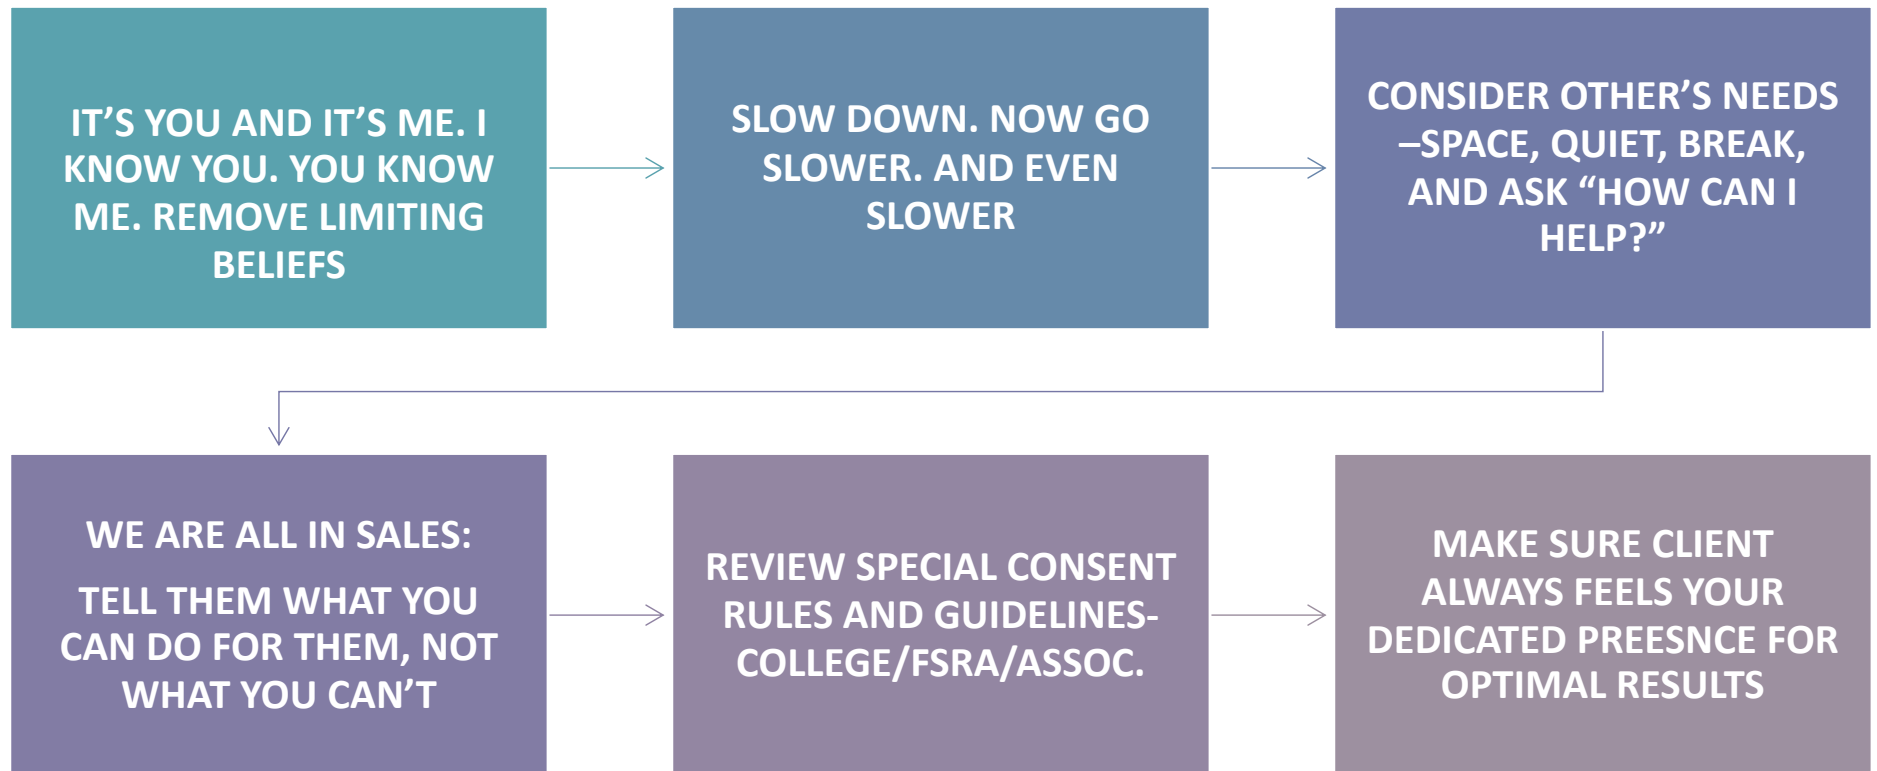 IT’S YOU AND IT’S ME. I
KNOW YOU. YOU KNOW
ME. REMOVE LIMITING
BELIEFS
SLOW DOWN. NOW GO
SLOWER. AND EVEN
SLOWER
CONSIDER OTHER’S NEEDS
–SPACE, QUIET, BREAK,
AND ASK “HOW CAN I
HELP?”
WE ARE ALL IN SALES:
TELL THEM WHAT YOU
CAN DO FOR THEM, NOT
WHAT YOU CAN’T
REVIEW SPECIAL CONSENT
RULES AND GUIDELINES-
COLLEGE/FSRA/ASSOC.
MAKE SURE CLIENT
ALWAYS FEELS YOUR
DEDICATED PREESNCE FOR
OPTIMAL RESULTS